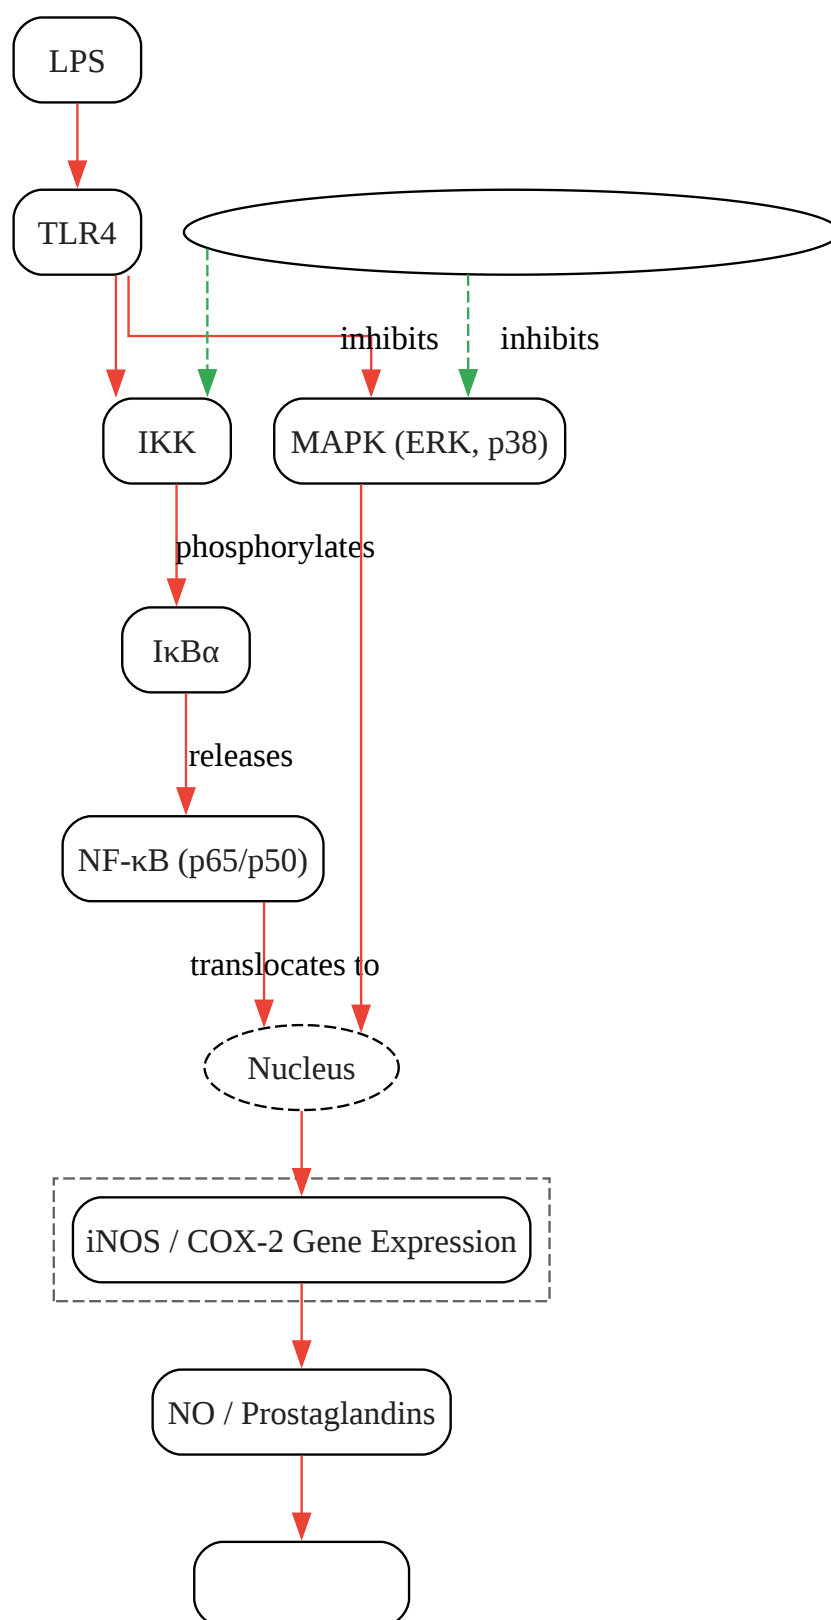 LPS
TLR4
inhibits
inhibits
IKK
MAPK (ERK, p38)
phosphorylates
IκBα
releases
NF-κB (p65/p50)
translocates to
Nucleus
iNOS / COX-2 Gene Expression
NO / Prostaglandins